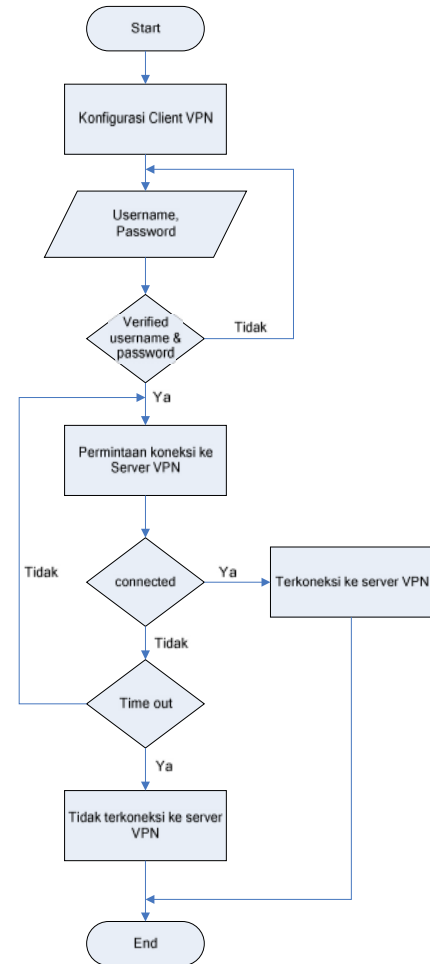 Start
Konfigurasi Client VPN
Username,
Password
Verified
username &
password
Tidak
Ya
Permintaan koneksi ke
Server VPN
Tidak
connected
Ya
Terkoneksi ke server VPN
Tidak
Time out
Ya
Tidak terkoneksi ke server
VPN
End